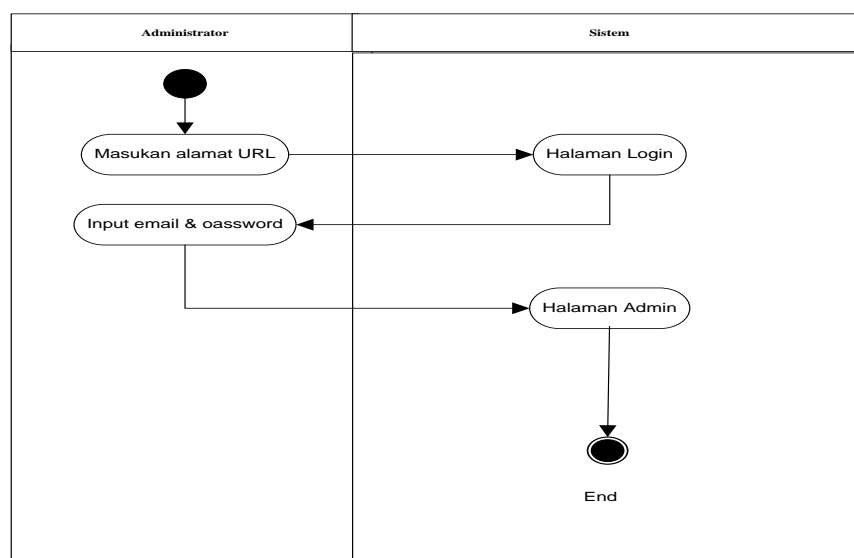 Administrator
Sistem
Masukan alamat URL
Halaman Login
Input email & oassword
Halaman Admin
End